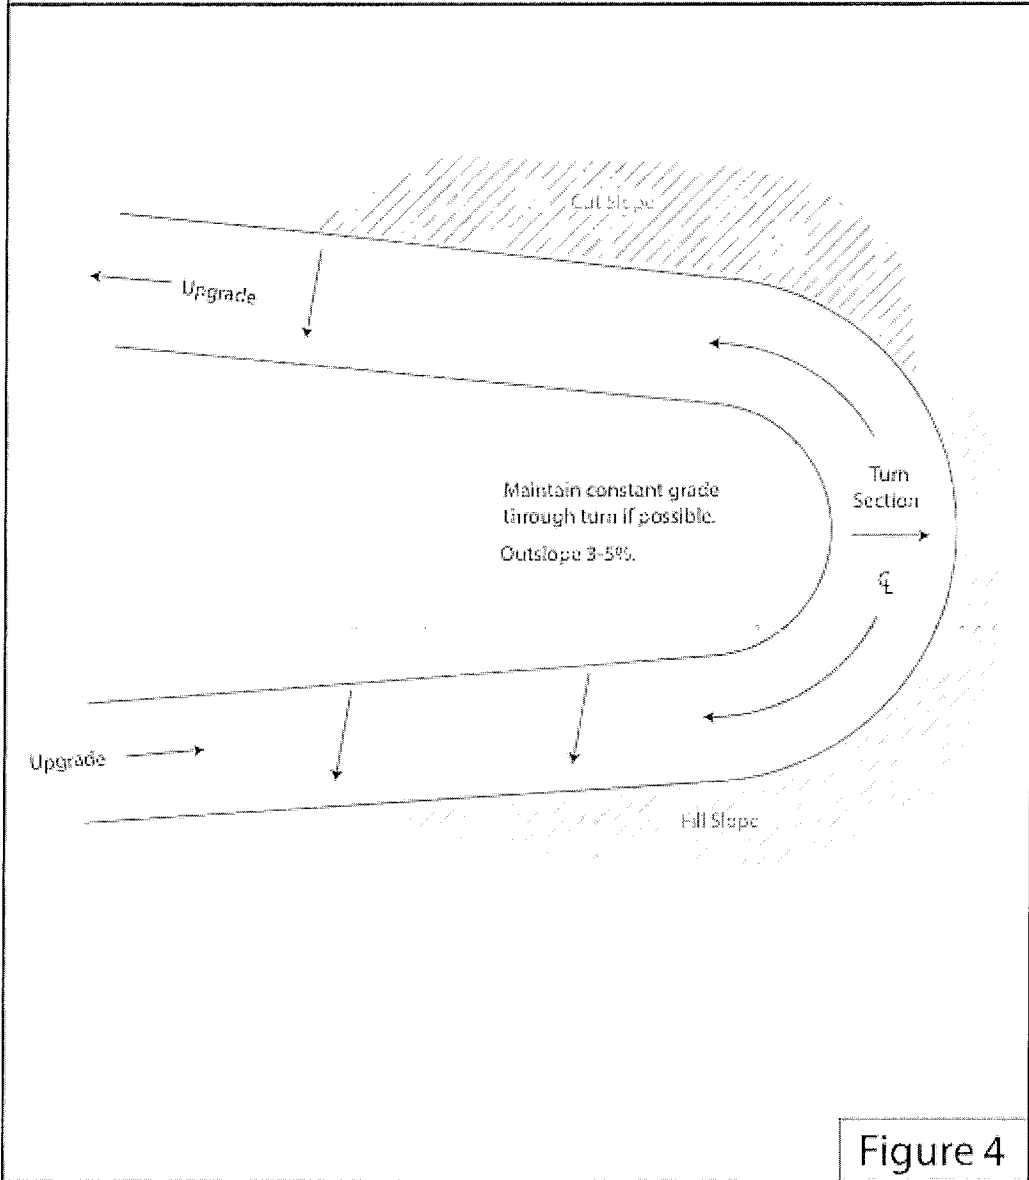 Cut Slope
Upgrade
Turn
Section
Maintain constant grade
through turn if possible.
Outslope 3-5%.
℄
Upgrade
Fill Slope
Figure 4